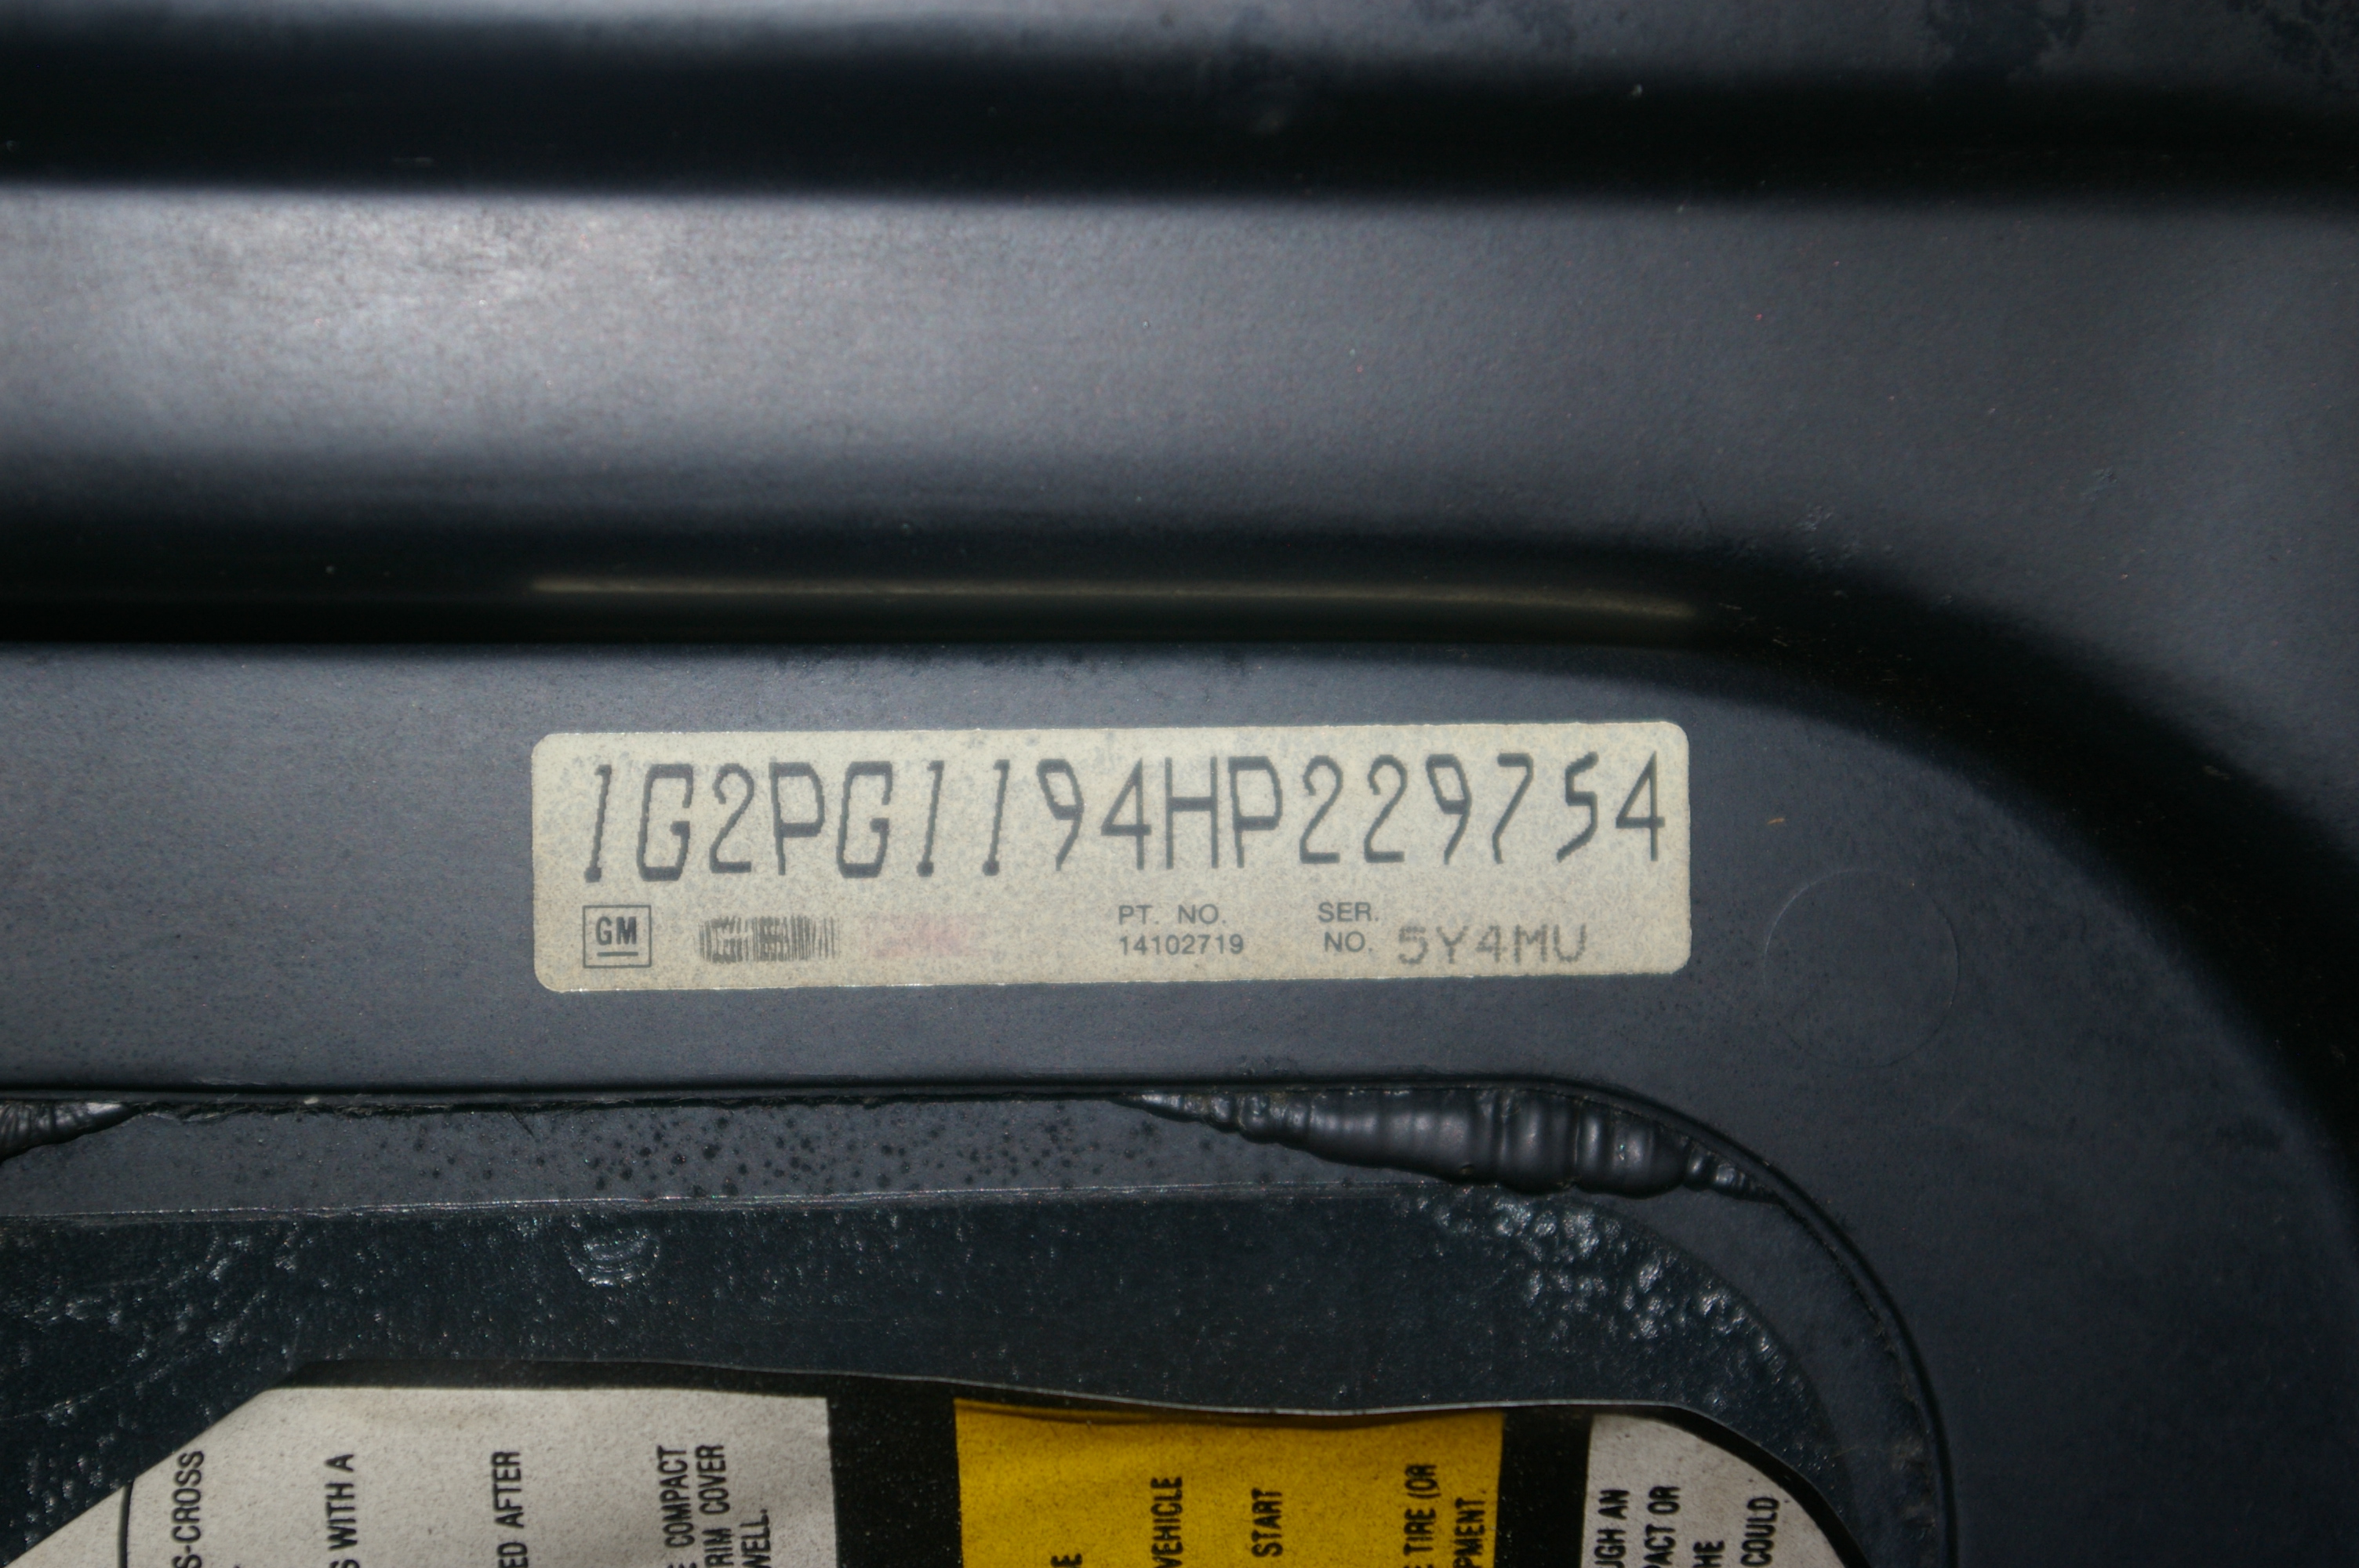 1G2PG1194HP229754
GM
PT. NO.
14102719
SER.
NO. 5Y4MU
S-CROSS
S WITH A
ED AFTER
E COMPACT
RIM COVER
WELL.
E
VEHICLE
START
E TIRE (OR
PMENT.
UGH AN
PACT OR
HE
COULD